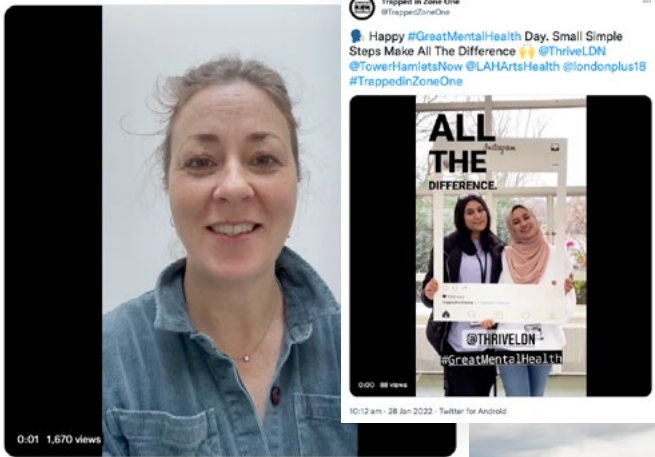 0:01 1,670 views
Trapped in Zone One
@TrappedZoneOne
Happy #GreatMentalHealth Day. Small Simple
Steps Make All The Difference 🙌 @ThriveLDN
@TowerHamletsNow @LAHArtsHealth @londonplus18
#TrappedinZoneOne
ALL
Instagram
THE
DIFFERENCE.
@THRIVELDN
#GreatMentalHealth
0:00 88 views
10:12 am · 28 Jan 2022 · Twitter for Android